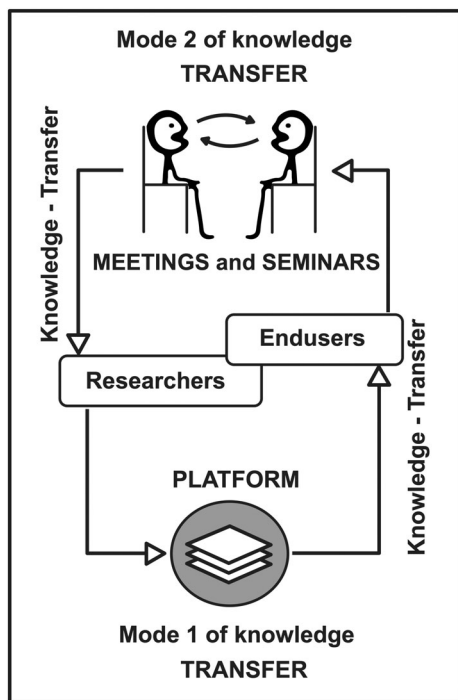 Mode 2 of knowledge
TRANSFER
Knowledge - Transfer
MEETINGS and SEMINARS
Endusers
Researchers
Knowledge - Transfer
PLATFORM
Mode 1 of knowledge
TRANSFER